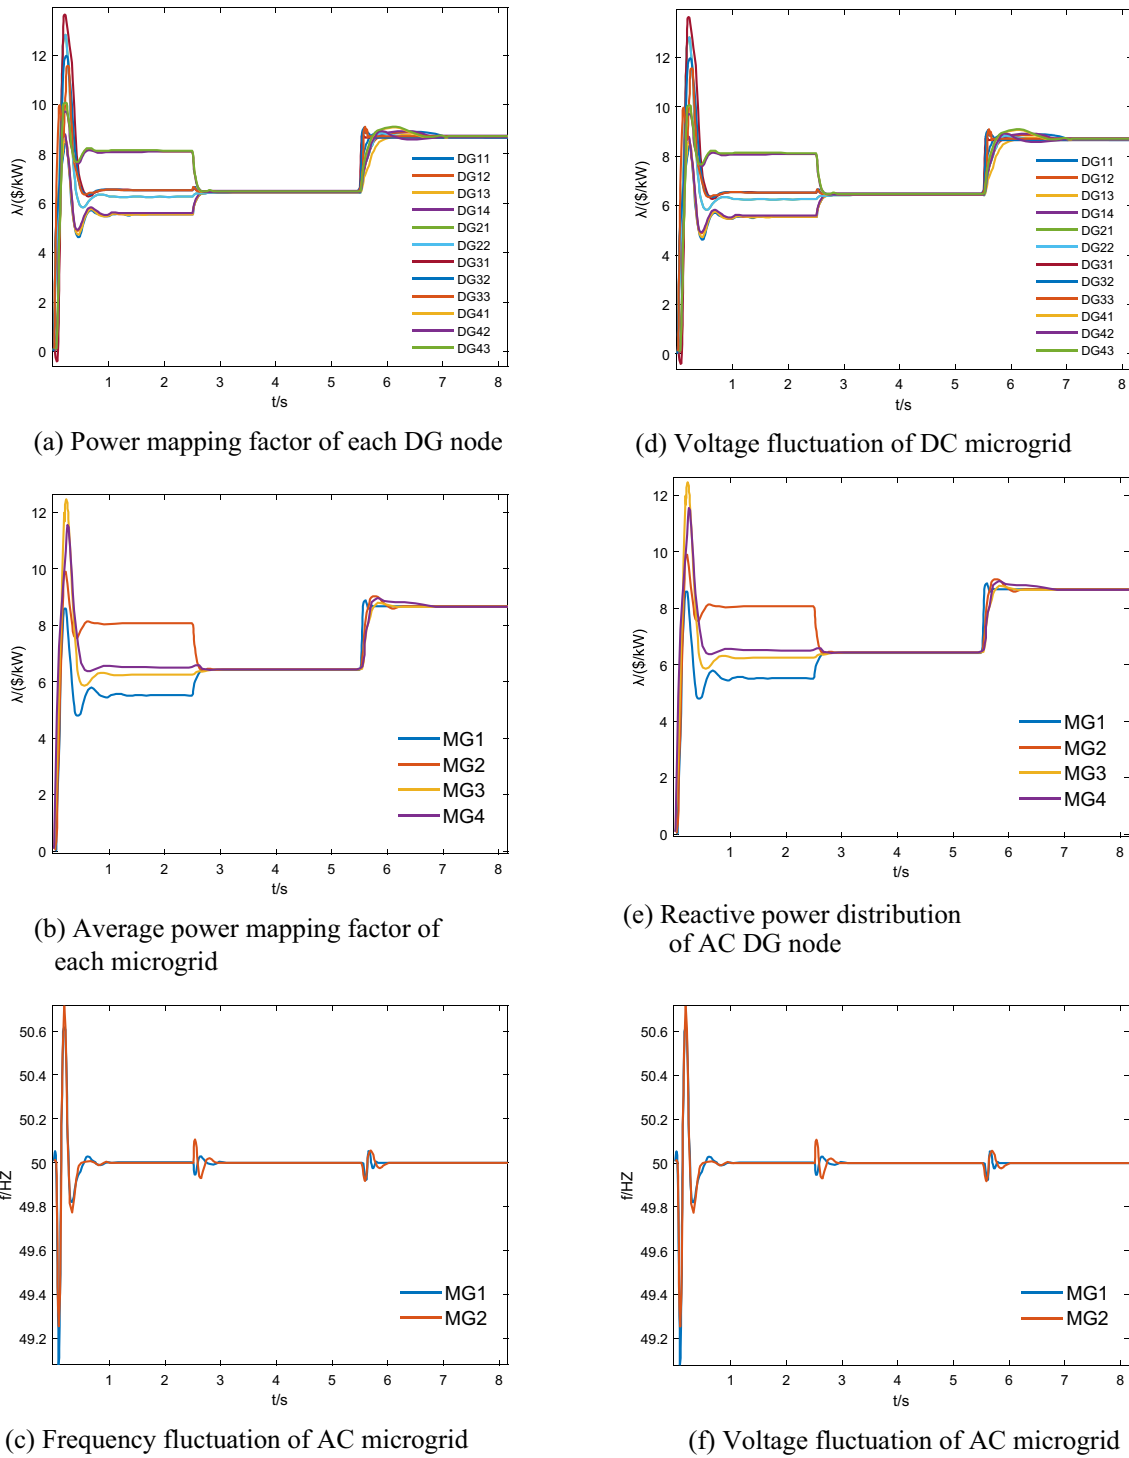 12
10
8
6
4
2
0
λ/($/kW)
DG11
DG12
DG13
DG14
DG21
DG22
DG31
DG32
DG33
DG41
DG42
DG43
1 2 3 4 5 6 7 8
t/s
(a) Power mapping factor of each DG node
12
10
8
6
4
2
0
λ/($/kW)
DG11
DG12
DG13
DG14
DG21
DG22
DG31
DG32
DG33
DG41
DG42
DG43
1 2 3 4 5 6 7 8
t/s
(d) Voltage fluctuation of DC microgrid
12
10
8
6
4
2
0
λ/($/kW)
MG1
MG2
MG3
MG4
1 2 3 4 5 6 7 8
t/s
(b) Average power mapping factor of
each microgrid
12
10
8
6
4
2
0
λ/($/kW)
MG1
MG2
MG3
MG4
1 2 3 4 5 6 7 8
t/s
(e) Reactive power distribution
of AC DG node
50.6
50.4
50.2
50
49.8
49.6
49.4
49.2
f/HZ
MG1
MG2
1 2 3 4 5 6 7 8
t/s
(c) Frequency fluctuation of AC microgrid
50.6
50.4
50.2
50
49.8
49.6
49.4
49.2
f/HZ
MG1
MG2
1 2 3 4 5 6 7 8
t/s
(f) Voltage fluctuation of AC microgrid